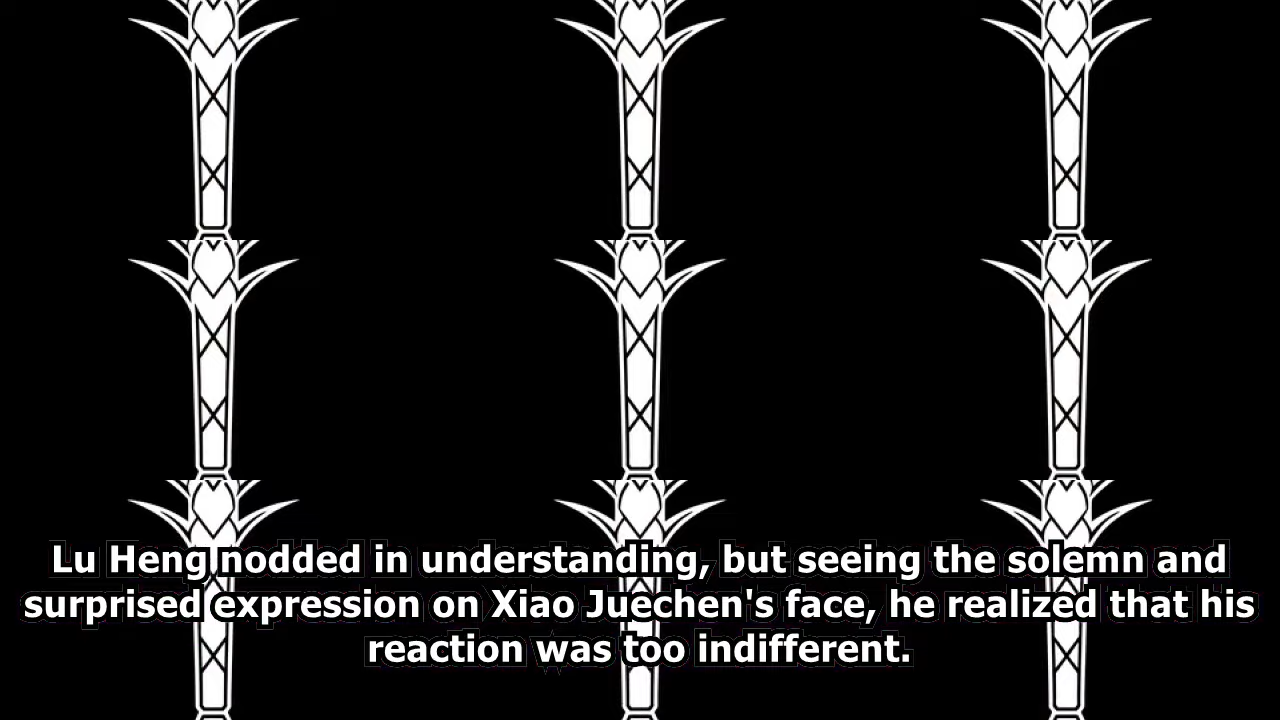 Lu Heng nodded in understanding, but seeing the solemn and
surprised expression on Xiao Juechen's face, he realized that his
reaction was too indifferent.